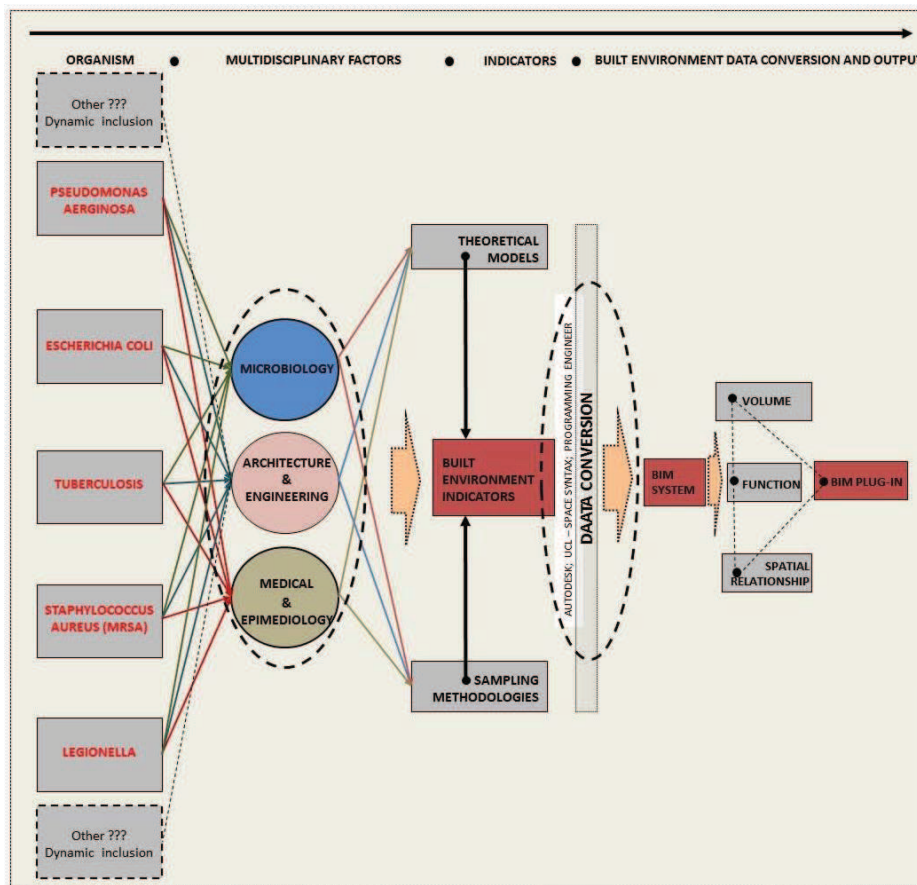 ORGANISM ● MULTIDISCIPLINARY FACTORS ● INDICATORS ● BUILT ENVIRONMENT DATA CONVERSION AND OUTPUT
Other ???
Dynamic inclusion
PSEUDOMONAS
AERGINOSA
ESCHERICHIA COLI
TUBERCULOSIS
STAPHYLOCOCCUS
AUREUS (MRSA)
LEGIONELLA
Other ???
Dynamic inclusion
MICROBIOLOGY
ARCHITECTURE
&
ENGINEERING
MEDICAL
&
EPIMEDIOLOGY
THEORETICAL
MODELS
BUILT
ENVIRONMENT
INDICATORS
SAMPLING
METHODOLOGIES
AUTODESK; UCL – SPACE SYNTAX; PROGRAMMING ENGINEER
DAATA CONVERSION
BIM
SYSTEM
VOLUME
FUNCTION
SPATIAL
RELATIONSHIP
BIM PLUG-IN